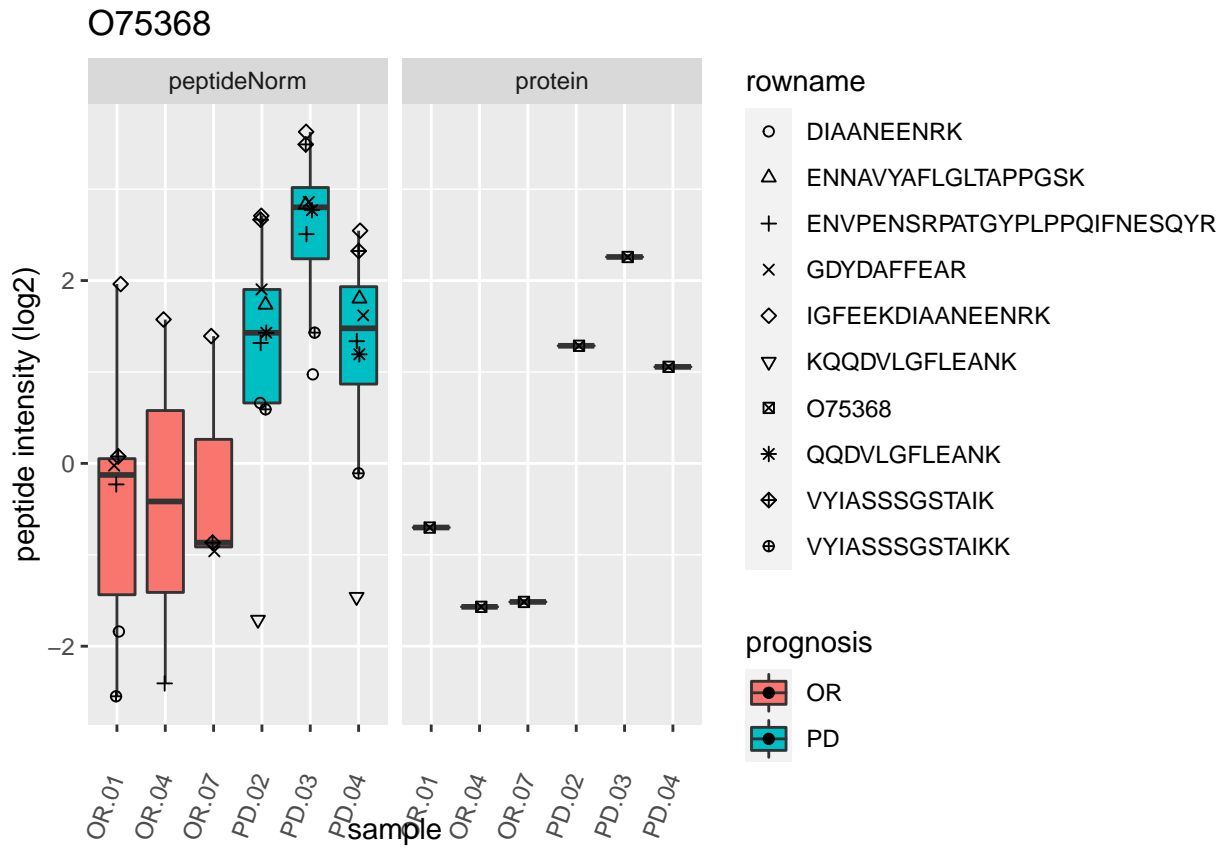 O75368
peptideNorm
protein
peptide intensity (log2)
2
0
−2
OR.01
OR.04
OR.07
PD.02
PD.03
PD.04
OR.01
OR.04
OR.07
PD.02
PD.03
PD.04
sample
rowname
DIAANEENRK
ENNAVYAFLGLTAPPGSK
ENVPENSRPATGYPLPPQIFNESQYR
GDYDAFFEAR
IGFEEKDIAANEENRK
KQQDVLGFLEANK
O75368
QQDVLGFLEANK
VYIASSSGSTAIK
VYIASSSGSTAIKK
prognosis
OR
PD